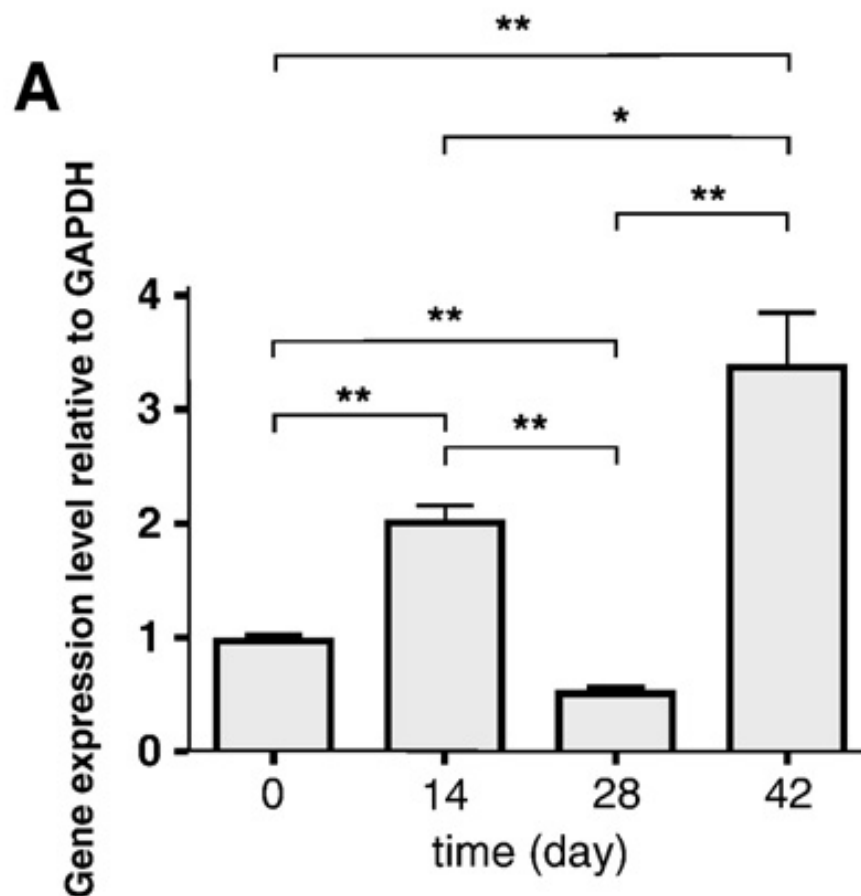 **
A
*
**
Gene expression level relative to GAPDH
4
**
3
**
**
2
1
0
0 14 28 42
time (day)